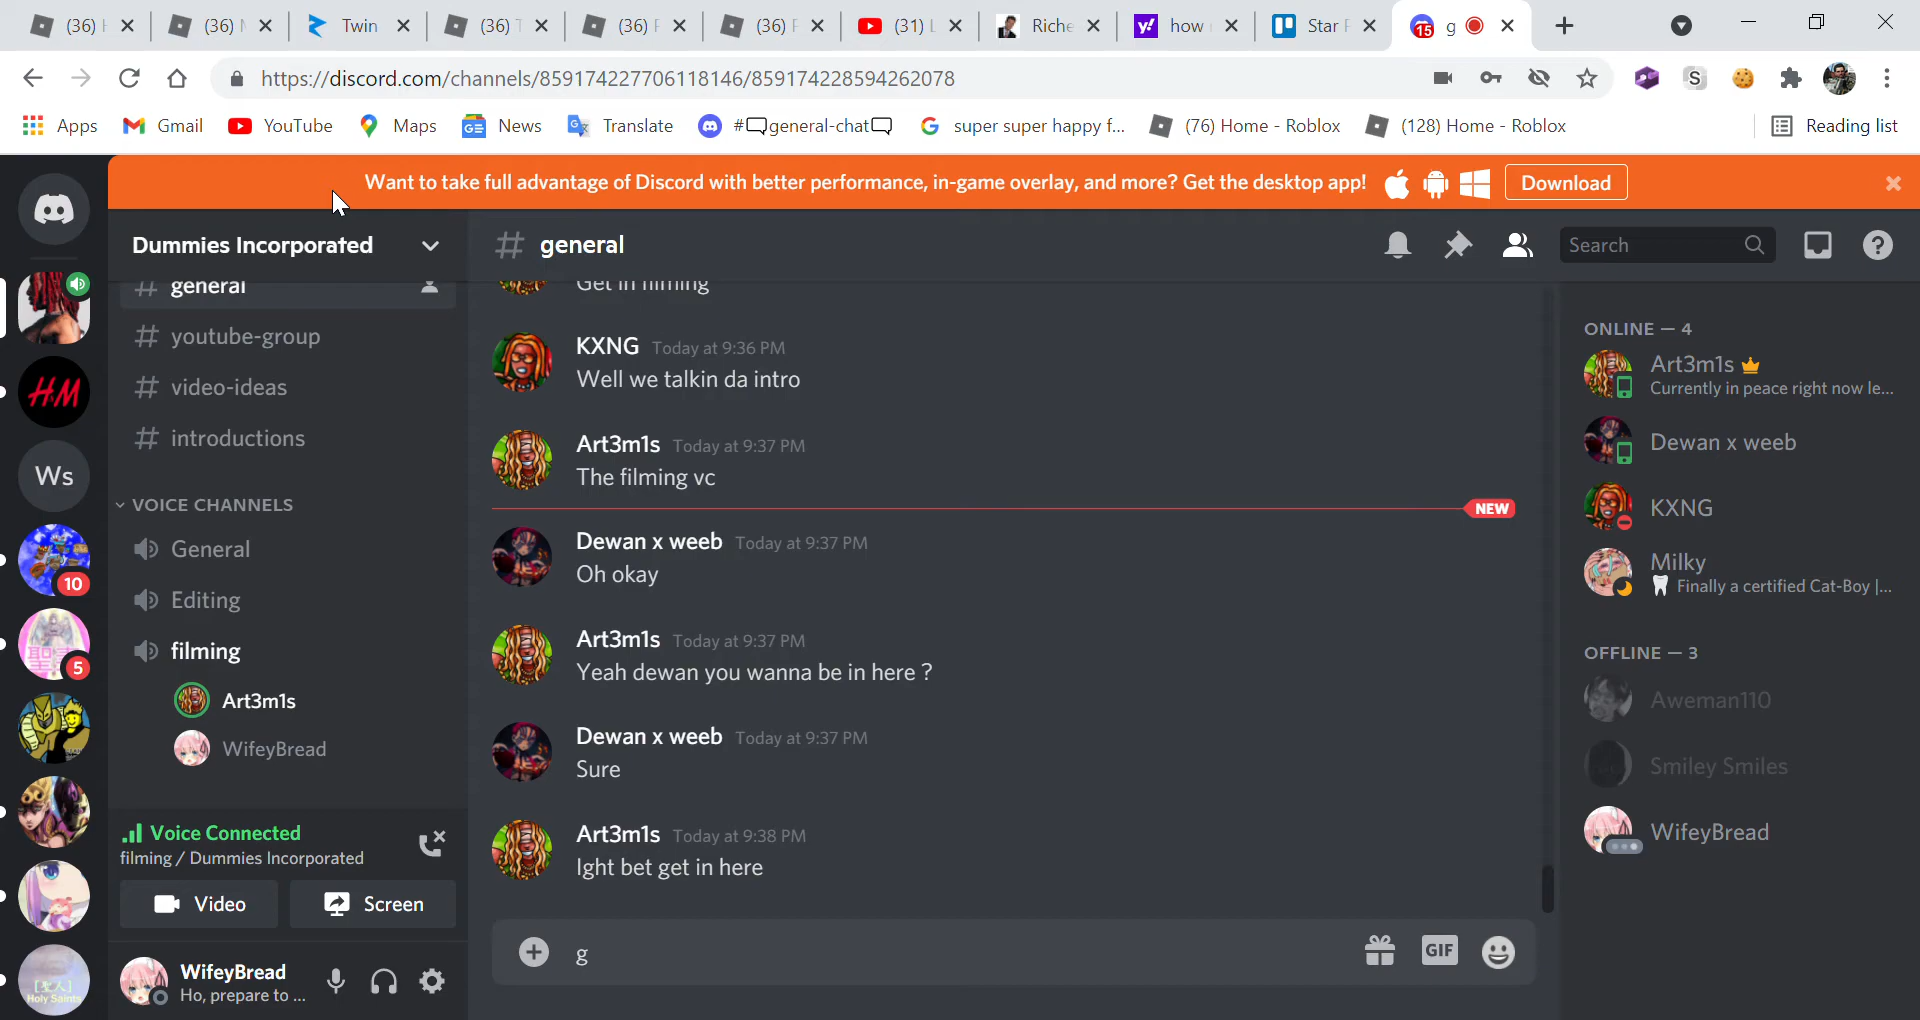 (36) H
(36) M
Twin
(36) T
(36) F
(36) F
(31) L
Riche
how
Star F
15
g
https://discord.com/channels/859174227706118146/859174228594262078
Apps
Gmail
YouTube
Maps
News
Translate
#🗨general-chat🗨
super super happy f...
(76) Home - Roblox
(128) Home - Roblox
Reading list
Want to take full advantage of Discord with better performance, in-game overlay, and more? Get the desktop app!
Download
Dummies Incorporated
# general
Search
# general
# youtube-group
# video-ideas
# introductions
VOICE CHANNELS
General
Editing
filming
Art3m1s
WifeyBread
Voice Connected
filming / Dummies Incorporated
Video
Screen
WifeyBread
Ho, prepare to ...
HM
Ws
10
5
[聖人]
Holy Saints
Get in filming
KXNG Today at 9:36 PM
Well we talkin da intro
Art3m1s Today at 9:37 PM
The filming vc
NEW
Dewan x weeb Today at 9:37 PM
Oh okay
Art3m1s Today at 9:37 PM
Yeah dewan you wanna be in here ?
Dewan x weeb Today at 9:37 PM
Sure
Art3m1s Today at 9:38 PM
Ight bet get in here
g
GIF
ONLINE — 4
Art3m1s
Currently in peace right now le...
Dewan x weeb
KXNG
Milky
Finally a certified Cat-Boy |...
OFFLINE — 3
Aweman110
Smiley Smiles
WifeyBread